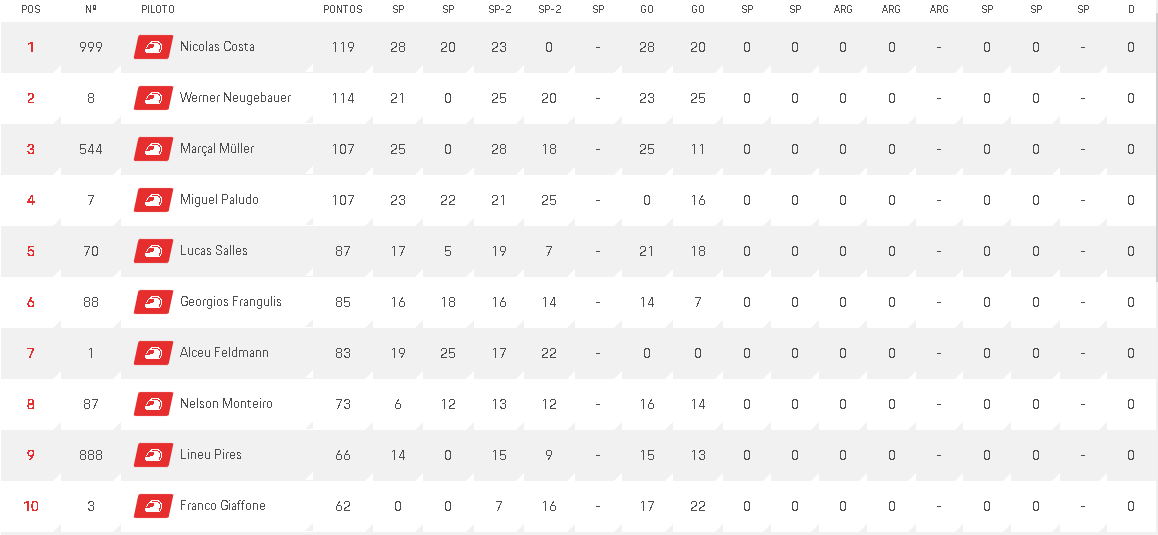 POS Nº PILOTO PONTOS SP SP SP-2 SP-2 SP GO GO SP SP ARG ARG ARG SP SP SP D
1 999 Nicolas Costa 119 28 20 23 0 - 28 20 0 0 0 0 - 0 0 - 0
2 8 Werner Neugebauer 114 21 0 25 20 - 23 25 0 0 0 0 - 0 0 - 0
3 544 Marçal Müller 107 25 0 28 18 - 25 11 0 0 0 0 - 0 0 - 0
4 7 Miguel Paludo 107 23 22 21 25 - 0 16 0 0 0 0 - 0 0 - 0
5 70 Lucas Salles 87 17 5 19 7 - 21 18 0 0 0 0 - 0 0 - 0
6 88 Georgios Frangulis 85 16 18 16 14 - 14 7 0 0 0 0 - 0 0 - 0
7 1 Alceu Feldmann 83 19 25 17 22 - 0 0 0 0 0 0 - 0 0 - 0
8 87 Nelson Monteiro 73 6 12 13 12 - 16 14 0 0 0 0 - 0 0 - 0
9 888 Lineu Pires 66 14 0 15 9 - 15 13 0 0 0 0 - 0 0 - 0
10 3 Franco Giaffone 62 0 0 7 16 - 17 22 0 0 0 0 - 0 0 - 0